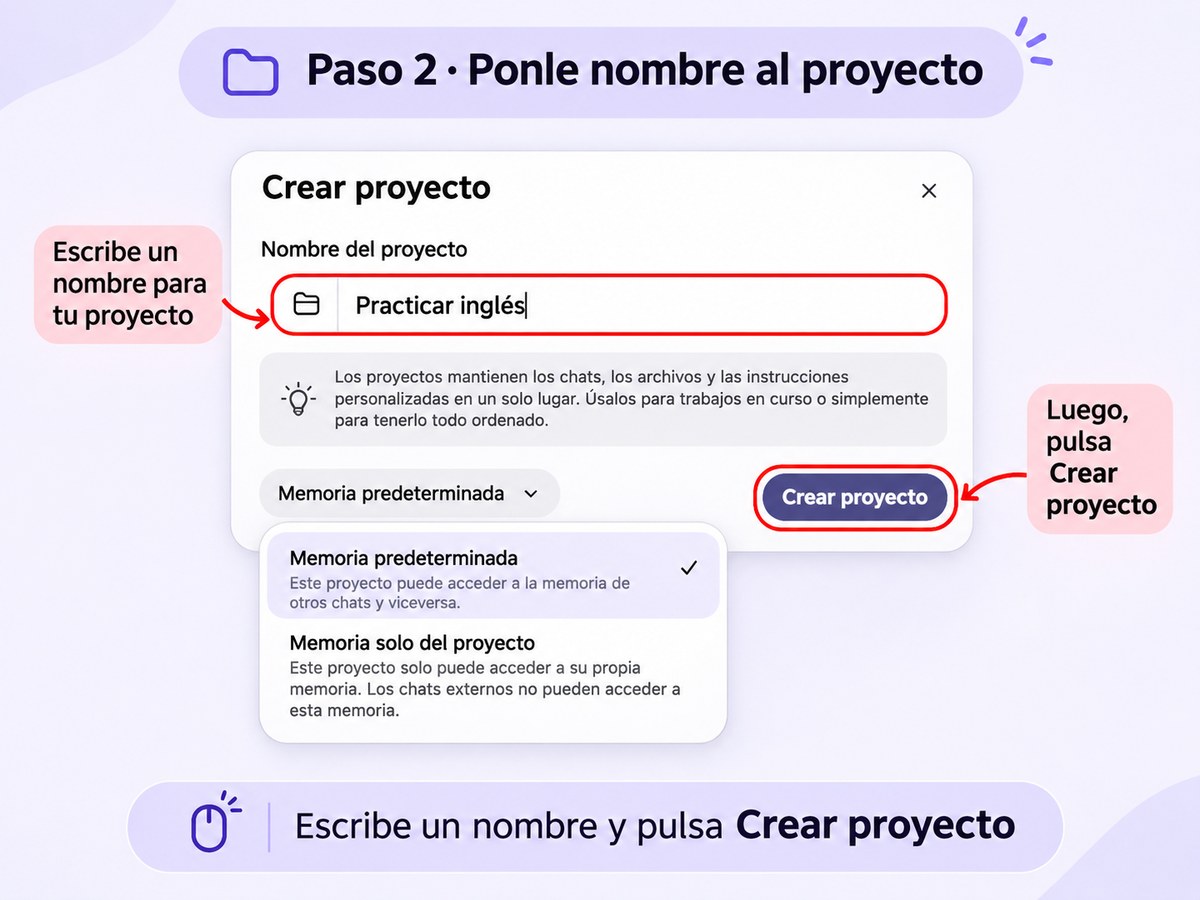 Paso 2 · Ponle nombre al proyecto
Crear proyecto
Nombre del proyecto
Escribe un
nombre para
tu proyecto
Practicar inglés
Los proyectos mantienen los chats, los archivos y las instrucciones
personalizadas en un solo lugar. Úsalos para trabajos en curso o simplemente
para tenerlo todo ordenado.
Luego,
pulsa
Crear
proyecto
Memoria predeterminada
Crear proyecto
Memoria predeterminada
Este proyecto puede acceder a la memoria de
otros chats y viceversa.
Memoria solo del proyecto
Este proyecto solo puede acceder a su propia
memoria. Los chats externos no pueden acceder a
esta memoria.
Escribe un nombre y pulsa Crear proyecto